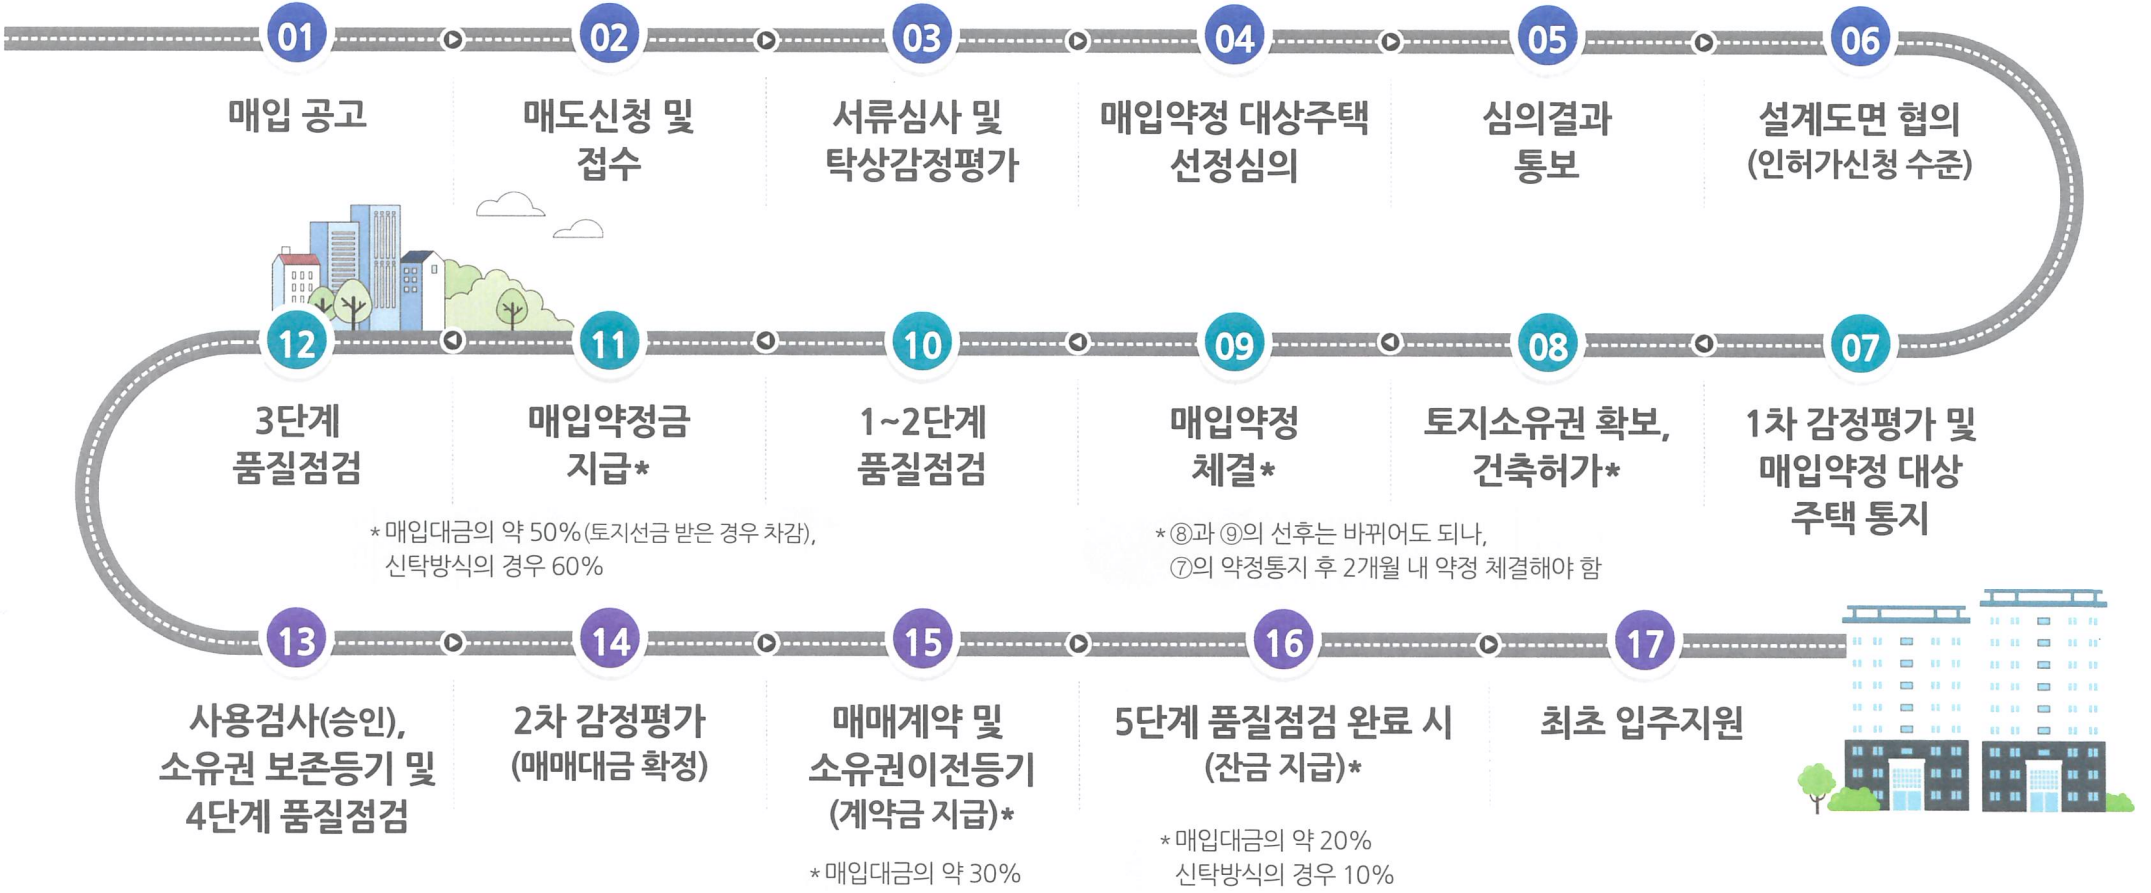 01
매입 공고
02
매도신청 및
접수
03
서류심사 및
탁상감정평가
04
매입약정 대상주택
선정심의
05
심의결과
통보
06
설계도면 협의
(인허가신청 수준)
07
1차 감정평가 및
매입약정 대상
주택 통지
08
토지소유권 확보,
건축허가*
09
매입약정
체결*
* ⑧과 ⑨의 선후는 바뀌어도 되나,
⑦의 약정통지 후 2개월 내 약정 체결해야 함
10
1~2단계
품질점검
11
매입약정금
지급*
* 매입대금의 약 50%(토지선금 받은 경우 차감),
신탁방식의 경우 60%
12
3단계
품질점검
13
사용검사(승인),
소유권 보존등기 및
4단계 품질점검
14
2차 감정평가
(매매대금 확정)
15
매매계약 및
소유권이전등기
(계약금 지급)*
* 매입대금의 약 30%
16
5단계 품질점검 완료 시
(잔금 지급)*
* 매입대금의 약 20%
신탁방식의 경우 10%
17
최초 입주지원